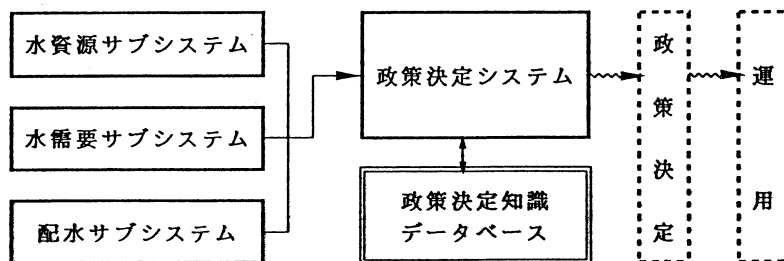 水資源サブシステム
水需要サブシステム
配水サブシステム
政策決定システム
政策決定知識
データベース
政策決定
運用